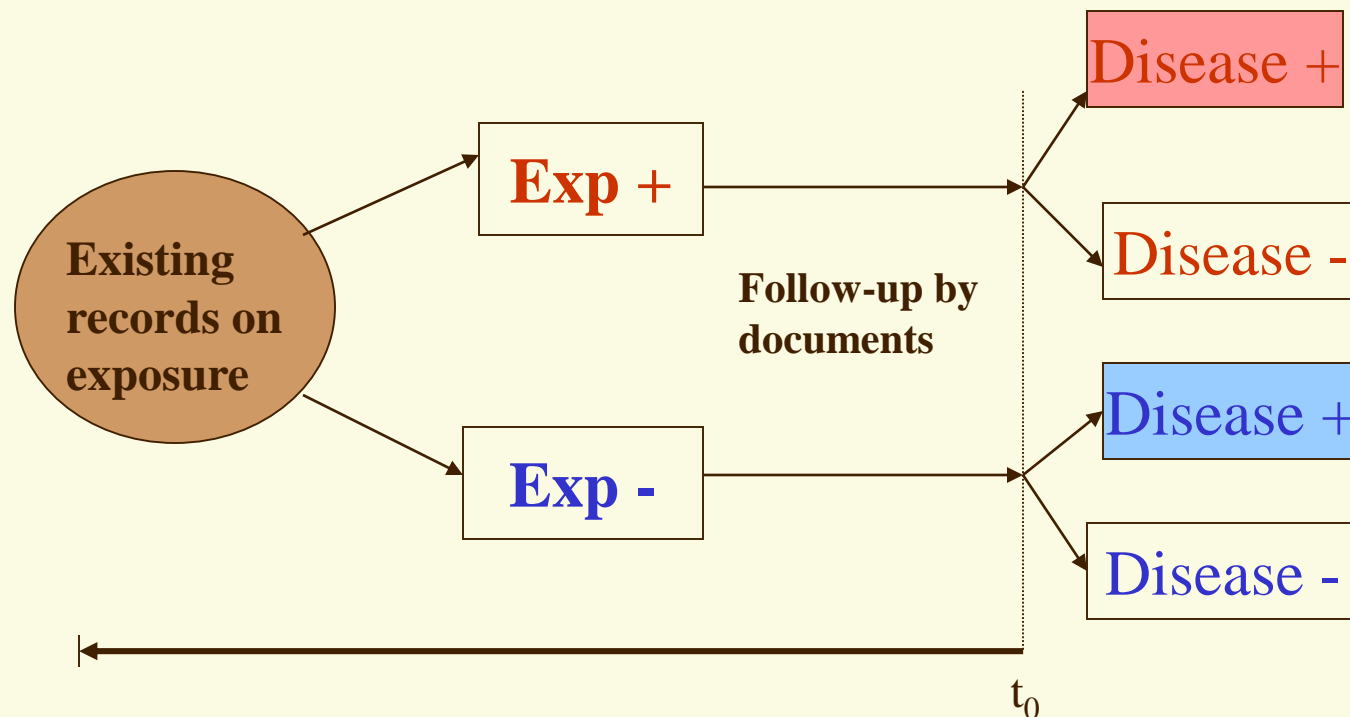 Disease +
Exp +
Disease -
Existing
records on
exposure
Follow-up by
documents
Disease +
Exp -
Disease -
t₀